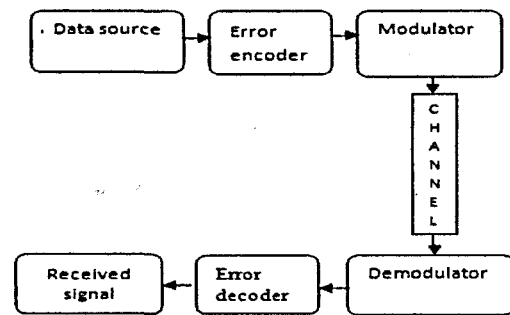 Data source
Error
encoder
Modulator
C
H
A
N
N
E
L
Received
signal
Error
decoder
Demodulator